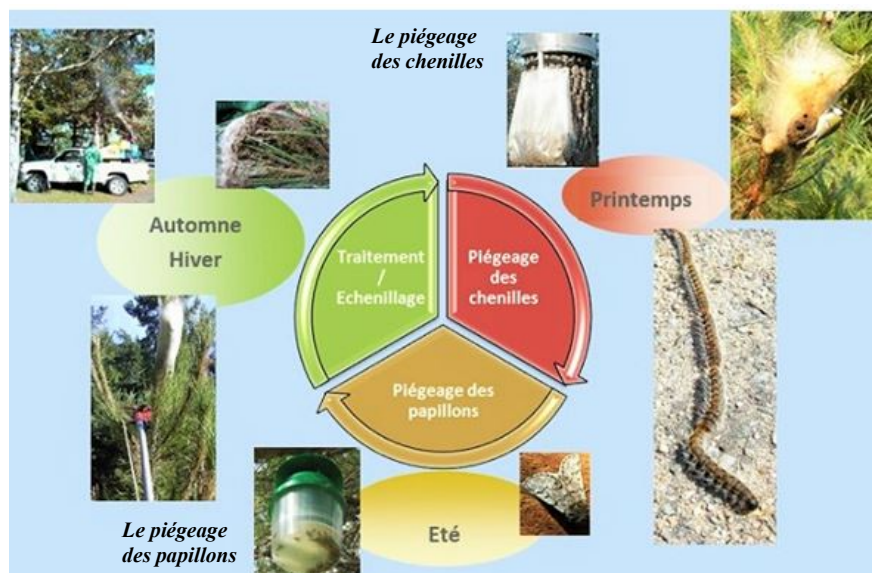 Le piégeage
des chenilles
Printemps
Automne
Hiver
Traitement
/
Echenillage
Piégeage
des
chenilles
Piégeage des
papillons
Le piégeage
des papillons
Eté